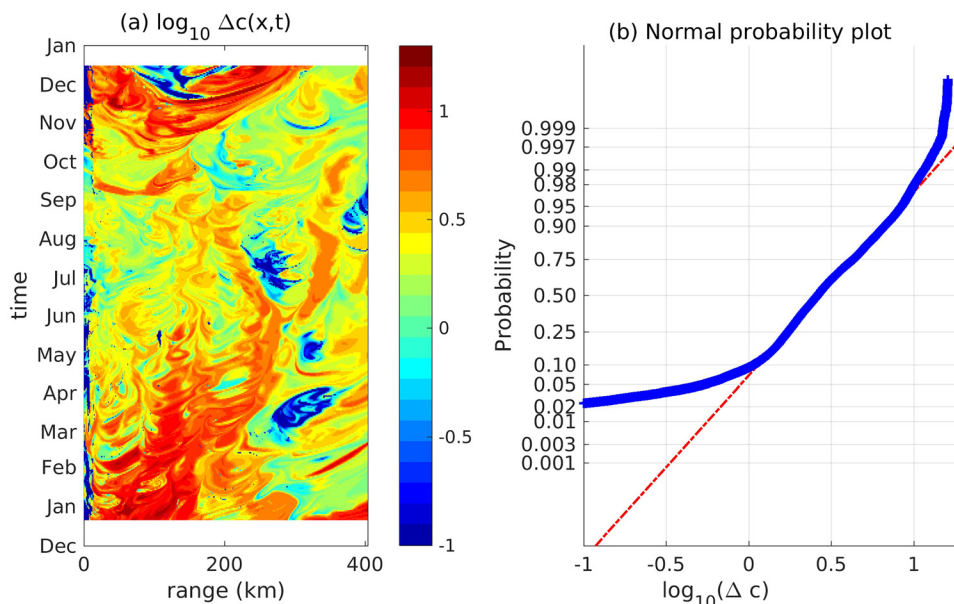 (a) log10 Δc(x,t)
Jan
Dec
Nov
Oct
Sep
Aug
Jul
Jun
May
Apr
Mar
Feb
Jan
Dec
time
0
200
400
range (km)
1
0.5
0
-0.5
-1
(b) Normal probability plot
0.999
0.997
0.99
0.98
0.95
0.90
0.75
0.50
0.25
0.10
0.05
0.02
0.01
0.003
0.001
Probability
-1
-0.5
0
0.5
1
log10(Δ c)